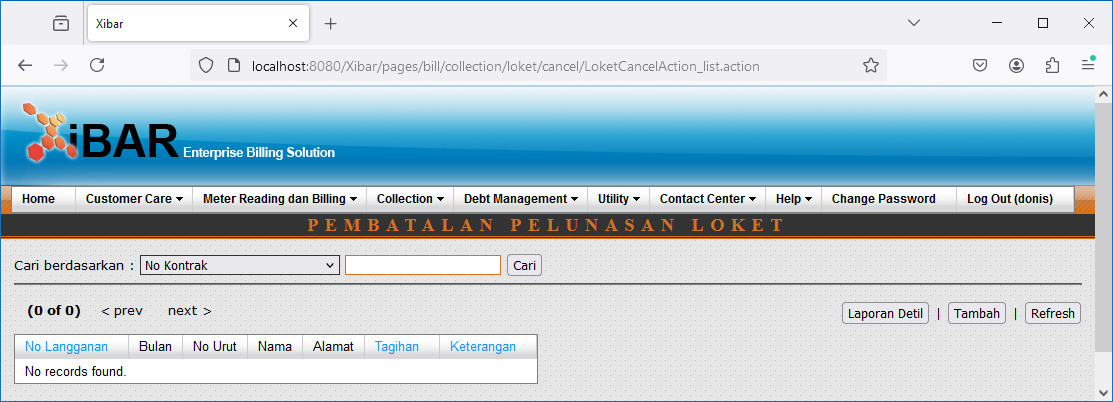 Xibar
localhost:8080/Xibar/pages/bill/collection/loket/cancel/LoketCancelAction_list.action
iBAR Enterprise Billing Solution
Home Customer Care Meter Reading dan Billing Collection Debt Management Utility Contact Center Help Change Password Log Out (donis)
PEMBATALAN PELUNASAN LOKET
Cari berdasarkan : No Kontrak Cari
(0 of 0) < prev next > Laporan Detil | Tambah | Refresh
No Langganan Bulan No Urut Nama Alamat Tagihan Keterangan
No records found.